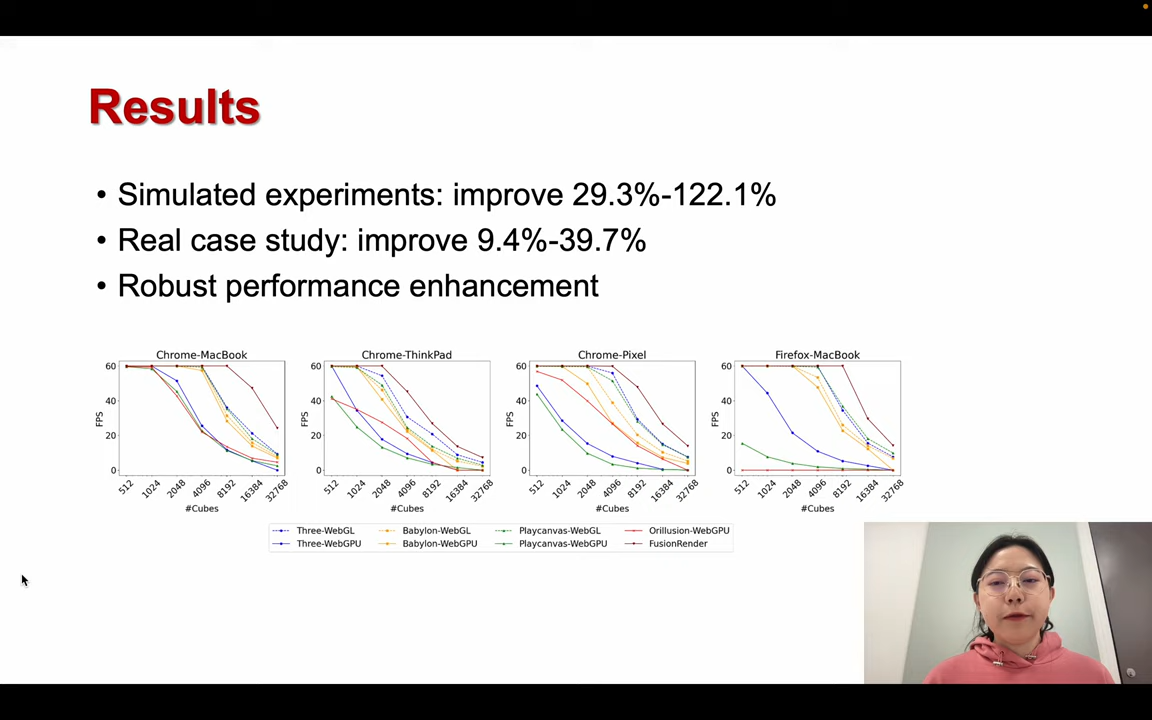 Results
• Simulated experiments: improve 29.3%-122.1%
• Real case study: improve 9.4%-39.7%
• Robust performance enhancement
Chrome-MacBook
60
40
20
0
FPS
512 1024 2048 4096 8192 16384 32768
#Cubes
Chrome-ThinkPad
60
40
20
0
FPS
512 1024 2048 4096 8192 16384 32768
#Cubes
Chrome-Pixel
60
40
20
0
FPS
512 1024 2048 4096 8192 16384 32768
#Cubes
Firefox-MacBook
60
40
20
0
FPS
512 1024 2048 4096 8192 16384 32768
#Cubes
Three-WebGL Babylon-WebGL Playcanvas-WebGL Orillusion-WebGPU
Three-WebGPU Babylon-WebGPU Playcanvas-WebGPU FusionRender